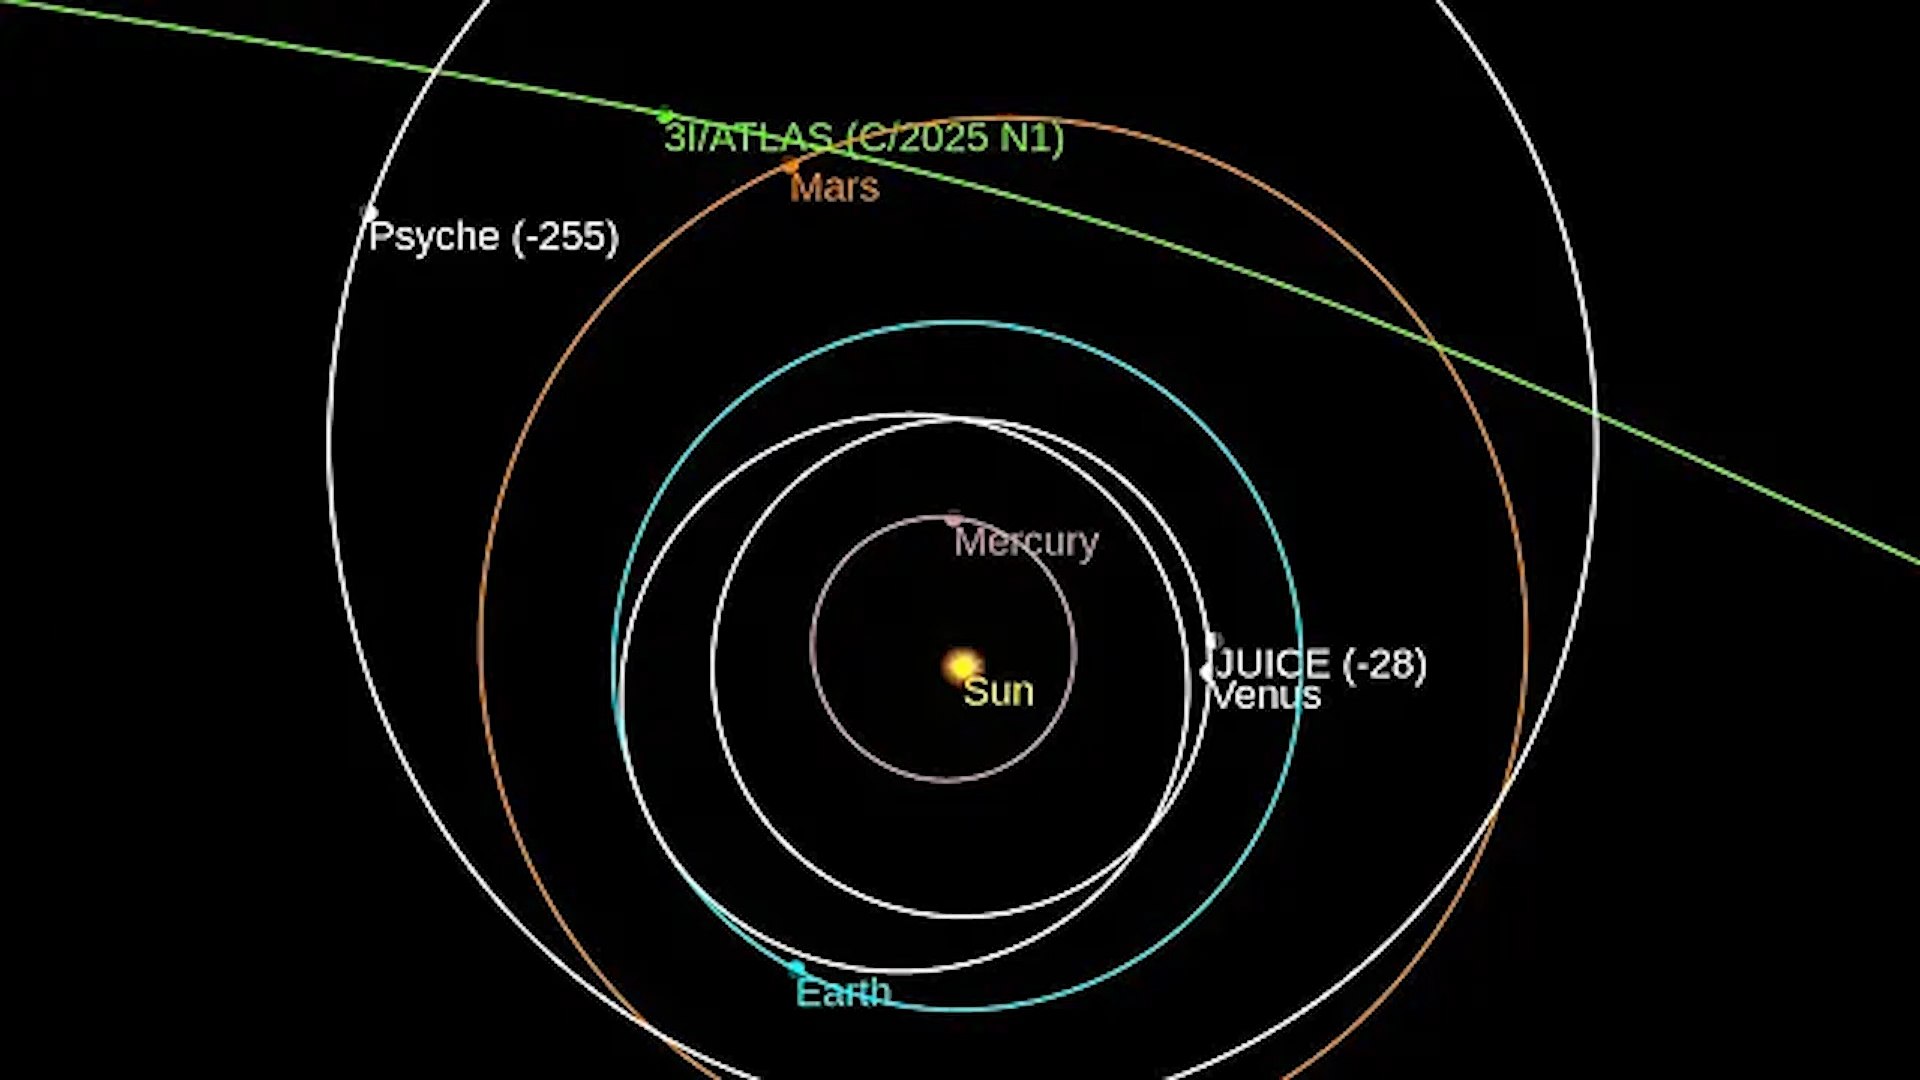 3I/ATLAS (C/2025 N1)
Mars
Psyche (-255)
Mercury
JUICE (-28)
Sun
Venus
Earth